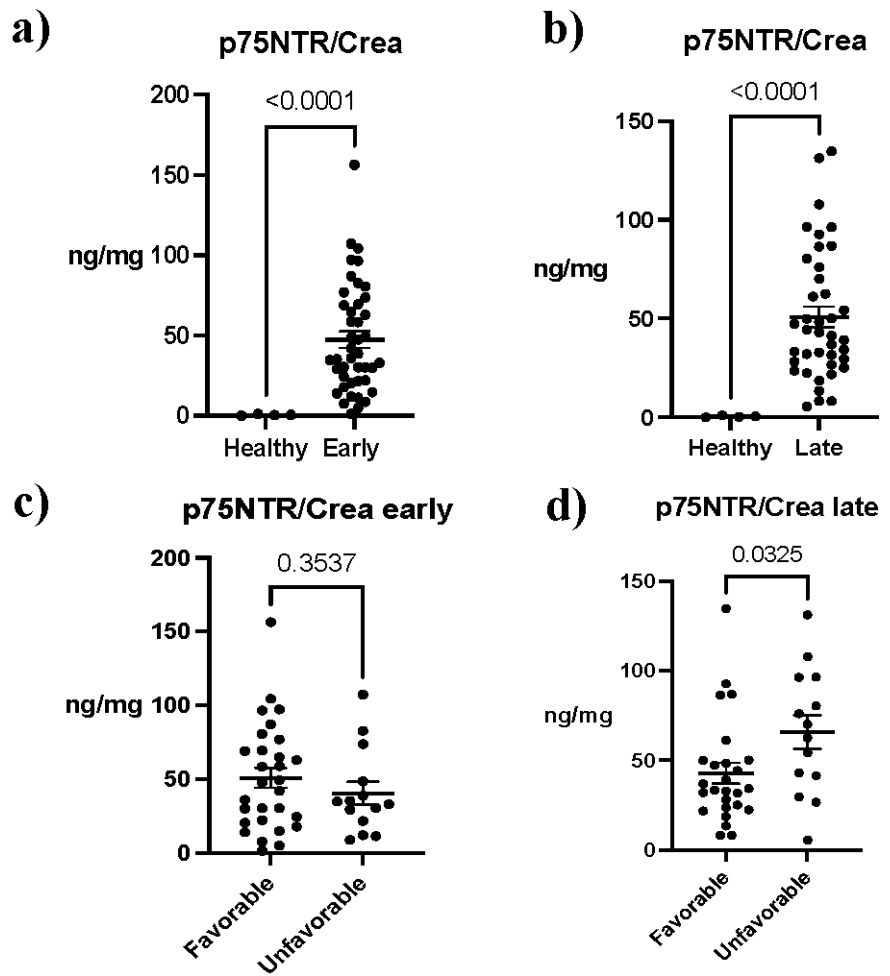 a)
p75NTR/Crea
<0.0001
200
150
100
50
0
ng/mg
Healthy Early
b)
p75NTR/Crea
<0.0001
150
100
50
0
ng/mg
Healthy Late
c)
p75NTR/Crea early
0.3537
200
150
100
50
0
ng/mg
Favorable
Unfavorable
d)
p75NTR/Crea late
0.0325
150
100
50
0
ng/mg
Favorable
Unfavorable